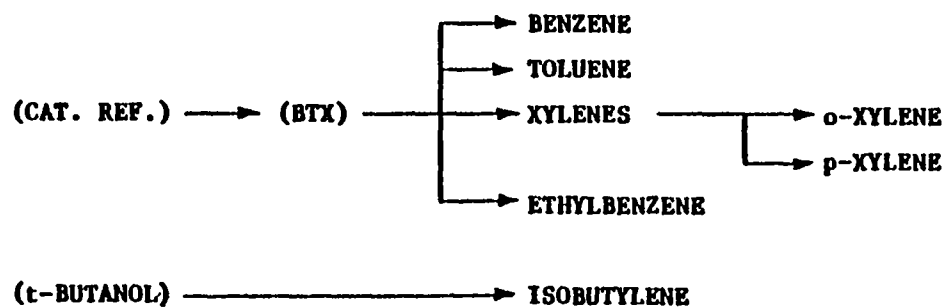 BENZENE
TOLUENE
(CAT. REF.) (BTX) XYLENES o-XYLENE
p-XYLENE
ETHYLBENZENE
(t-BUTANOL) ISOBUTYLENE